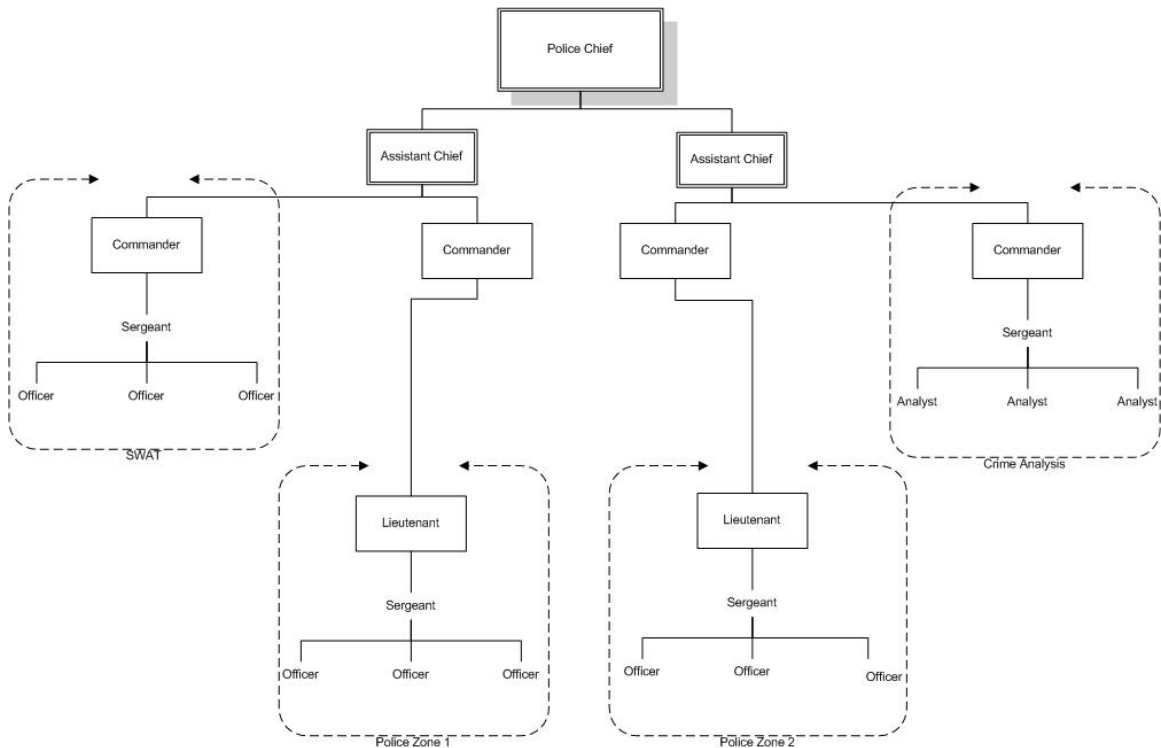 Police Chief
Assistant Chief
Assistant Chief
Commander
Commander
Commander
Commander
Sergeant
Sergeant
Officer
Officer
Officer
Analyst
Analyst
Analyst
SWAT
Crime Analysis
Lieutenant
Lieutenant
Sergeant
Sergeant
Officer
Officer
Officer
Officer
Officer
Officer
Police Zone 1
Police Zone 2